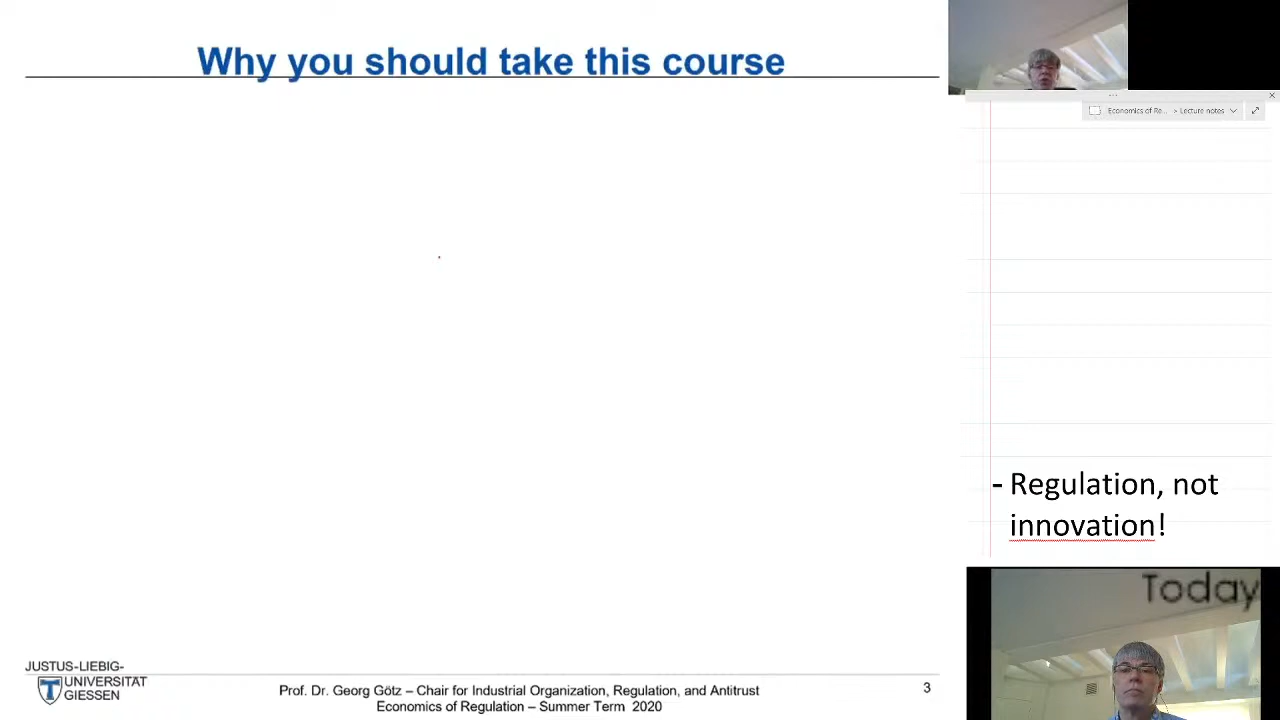 Why you should take this course
Economics of Re... > Lecture notes
- Regulation, not
innovation!
Today
JUSTUS-LIEBIG-
UNIVERSITÄT
GIESSEN
Prof. Dr. Georg Götz – Chair for Industrial Organization, Regulation, and Antitrust
Economics of Regulation – Summer Term 2020
3